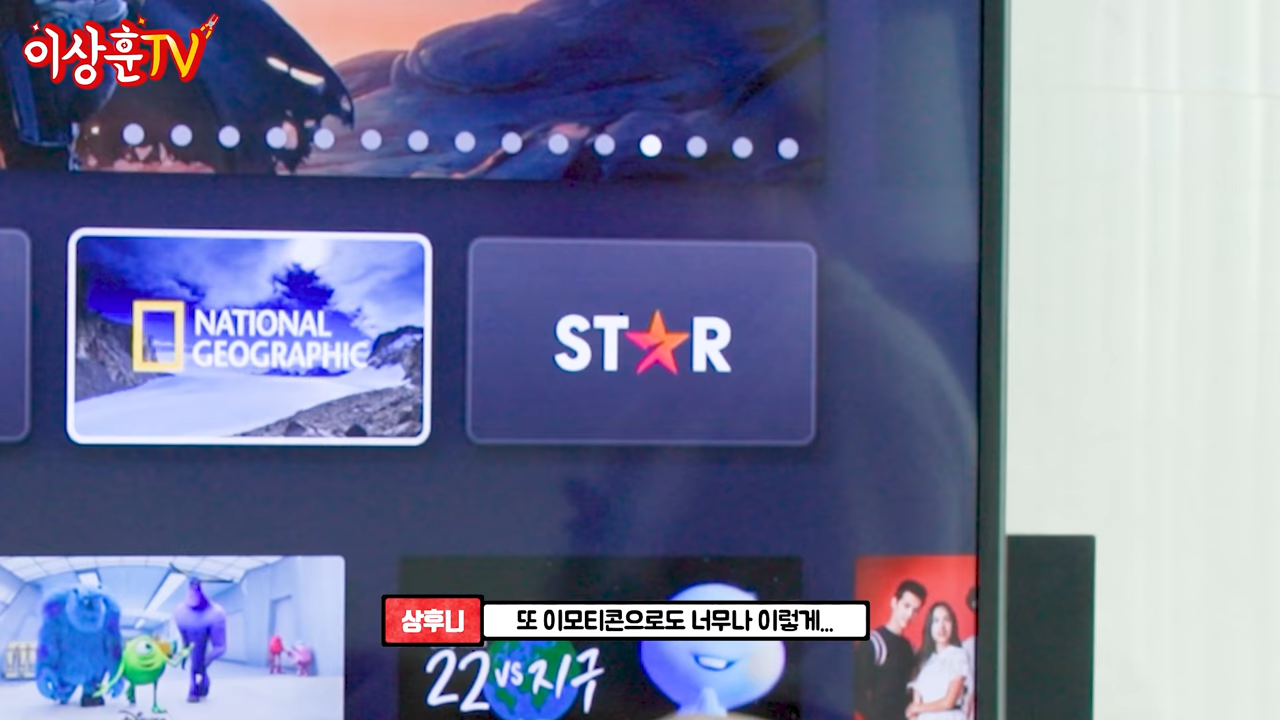 이상훈TV
NATIONAL
GEOGRAPHIC
STAR
상후니
또 이모티콘으로도 너무나 이렇게...
22 vs 지구